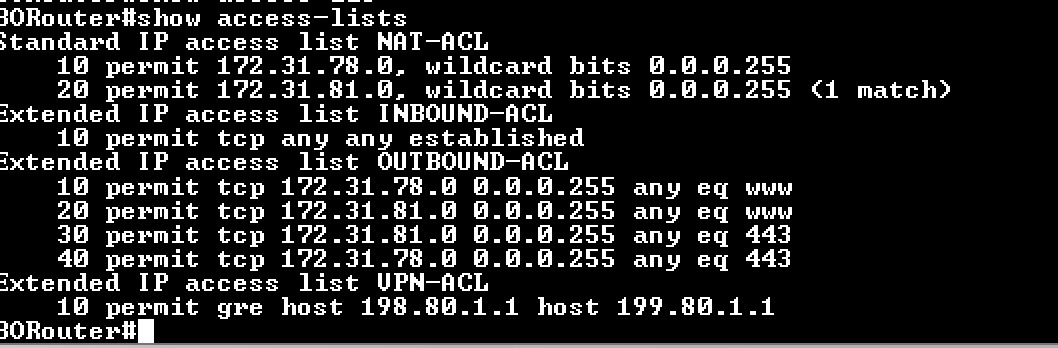 BORouter#show access-lists
Standard IP access list NAT-ACL
    10 permit 172.31.78.0, wildcard bits 0.0.0.255
    20 permit 172.31.81.0, wildcard bits 0.0.0.255 (1 match)
Extended IP access list INBOUND-ACL
    10 permit tcp any any established
Extended IP access list OUTBOUND-ACL
    10 permit tcp 172.31.78.0 0.0.0.255 any eq www
    20 permit tcp 172.31.81.0 0.0.0.255 any eq www
    30 permit tcp 172.31.81.0 0.0.0.255 any eq 443
    40 permit tcp 172.31.78.0 0.0.0.255 any eq 443
Extended IP access list VPN-ACL
    10 permit gre host 198.80.1.1 host 199.80.1.1
BORouter#